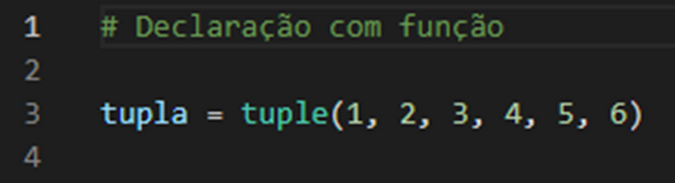 1 # Declaração com função
2
3 tupla = tuple(1, 2, 3, 4, 5, 6)
4